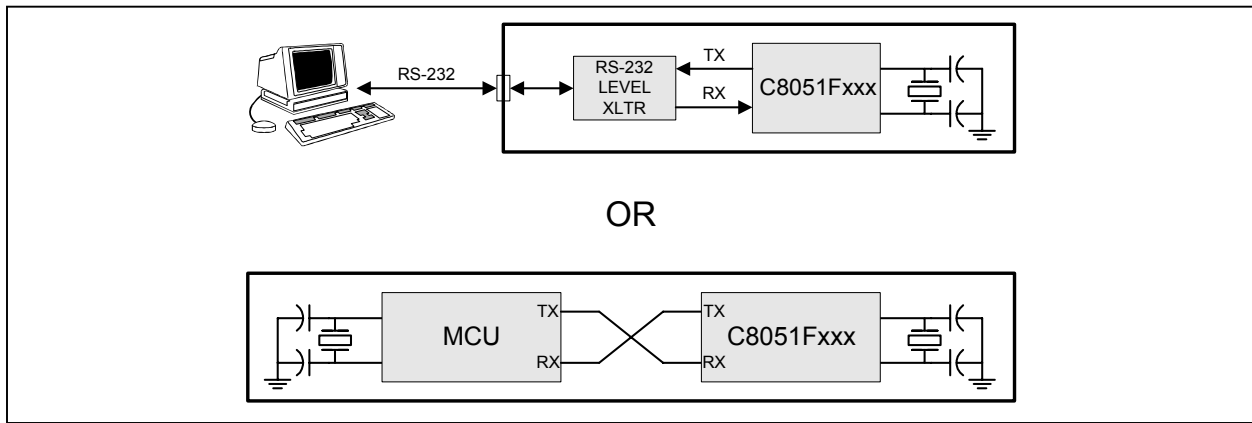 RS-232
RS-232
LEVEL
XLTR
TX
RX
C8051Fxxx
OR
MCU
TX
RX
TX
RX
C8051Fxxx